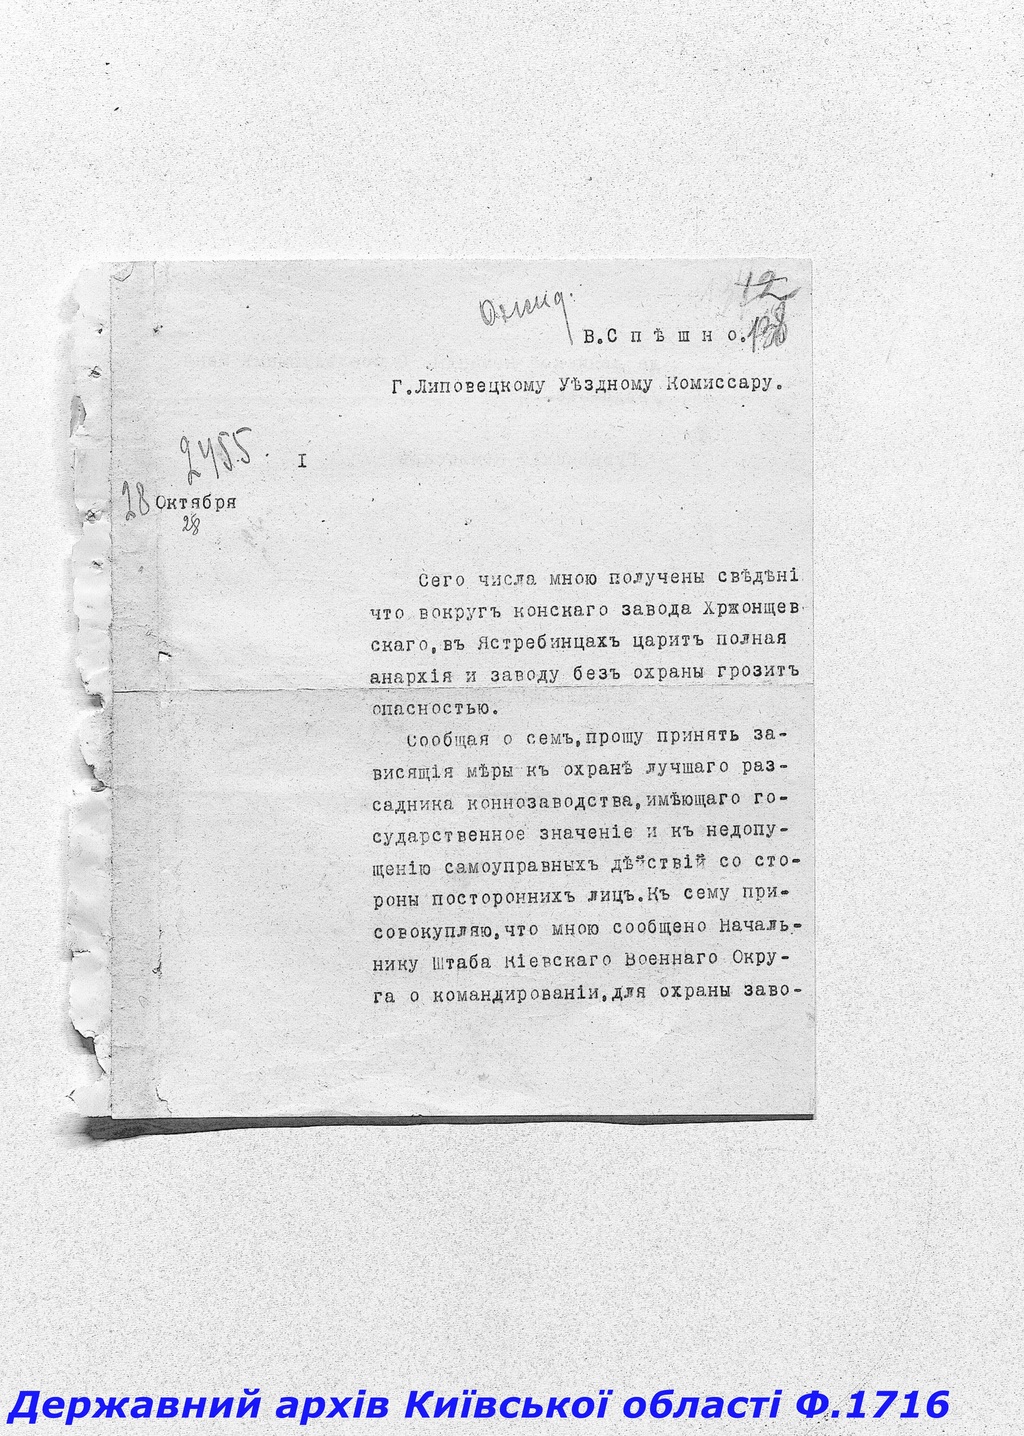 42
В.Спѣшно.
138
Г.Липовецкому Уѣздному Комиссару.
2455.
I
28 Октября
28
Сего числа мною получены свѣдѣні
что вокругъ конскаго завода Хржонщев
скаго,въ Ястребинцахъ царитъ полная
анархія и заводу безъ охраны грозитъ
опасностью.
Сообщая о семъ,прошу принять за-
висящія мѣры къ охранѣ лучшаго раз-
садника коннозаводства,имѣющаго го-
сударственное значеніе и къ недопу-
щенію самоуправныхъ дѣйствій со сто-
роны постороннихъ лицъ.Къ сему при-
совокупляю,что мною сообщено Началь-
нику Штаба Кіевскаго Военнаго Окру-
га о командированіи,для охраны заво-
Державний архів Київської області Ф.1716